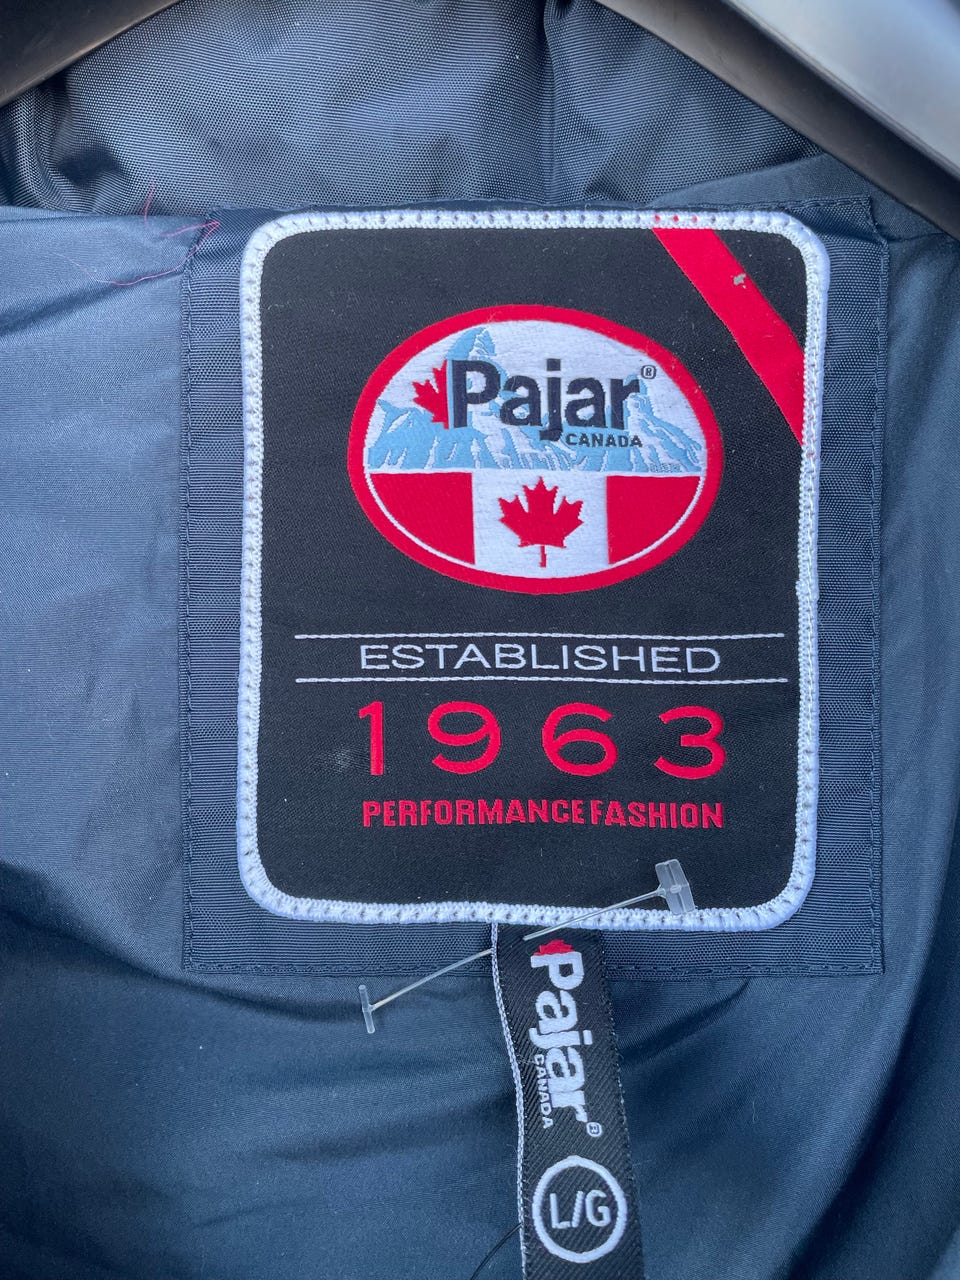 Pajar®
CANADA
ESTABLISHED
1963
PERFORMANCE FASHION
Pajar®
CANADA
L/G